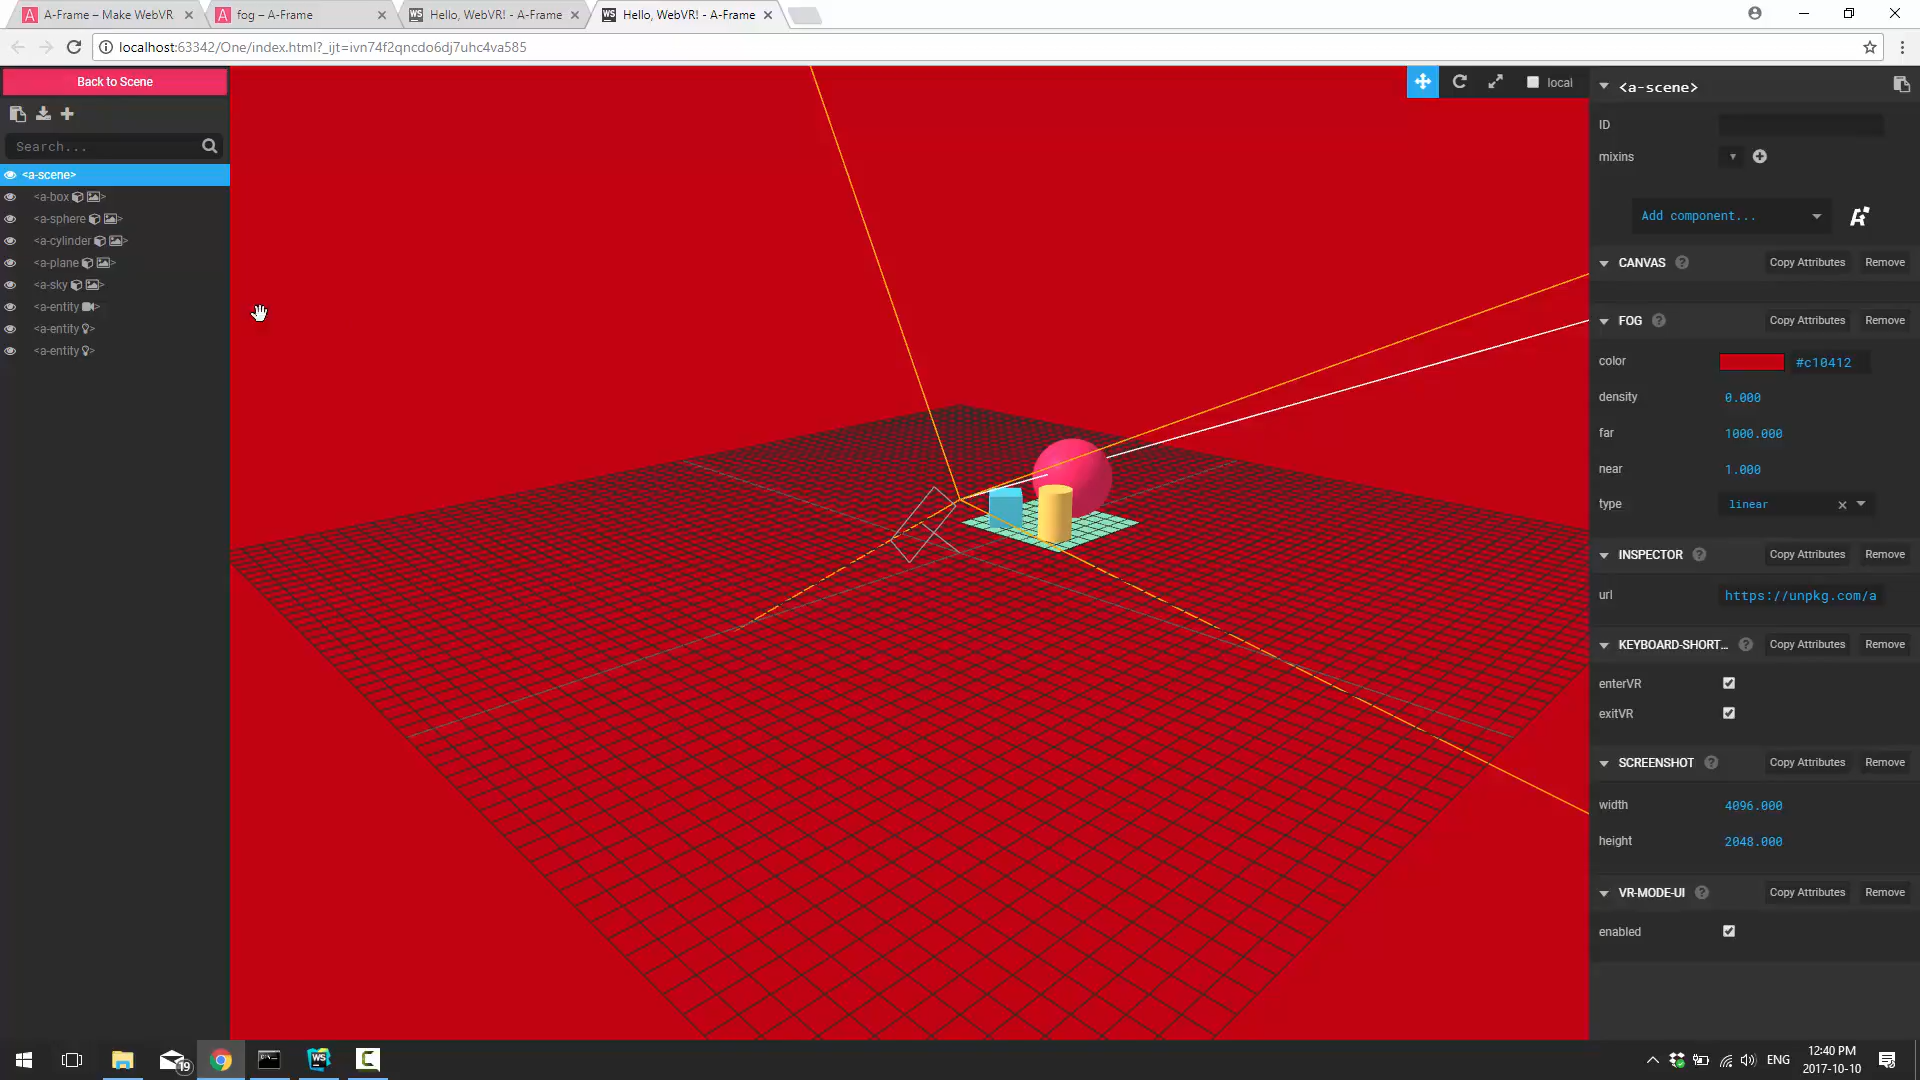 A-Frame – Make WebVR
fog – A-Frame
Hello, WebVR! - A-Frame
Hello, WebVR! - A-Frame
localhost:63342/One/index.html?_ijt=ivn74f2qncdo6dj7uhc4va585
Back to Scene
Search...
<a-scene>
<a-box >
<a-sphere >
<a-cylinder >
<a-plane >
<a-sky >
<a-entity >
<a-entity >
<a-entity >
local
<a-scene>
ID
mixins
Add component...
CANVAS Copy Attributes Remove
FOG Copy Attributes Remove
color #c10412
density 0.000
far 1000.000
near 1.000
type linear
INSPECTOR Copy Attributes Remove
url https://unpkg.com/a
KEYBOARD-SHORT... Copy Attributes Remove
enterVR
exitVR
SCREENSHOT Copy Attributes Remove
width 4096.000
height 2048.000
VR-MODE-UI Copy Attributes Remove
enabled
19
WS
ENG
12:40 PM
2017-10-10